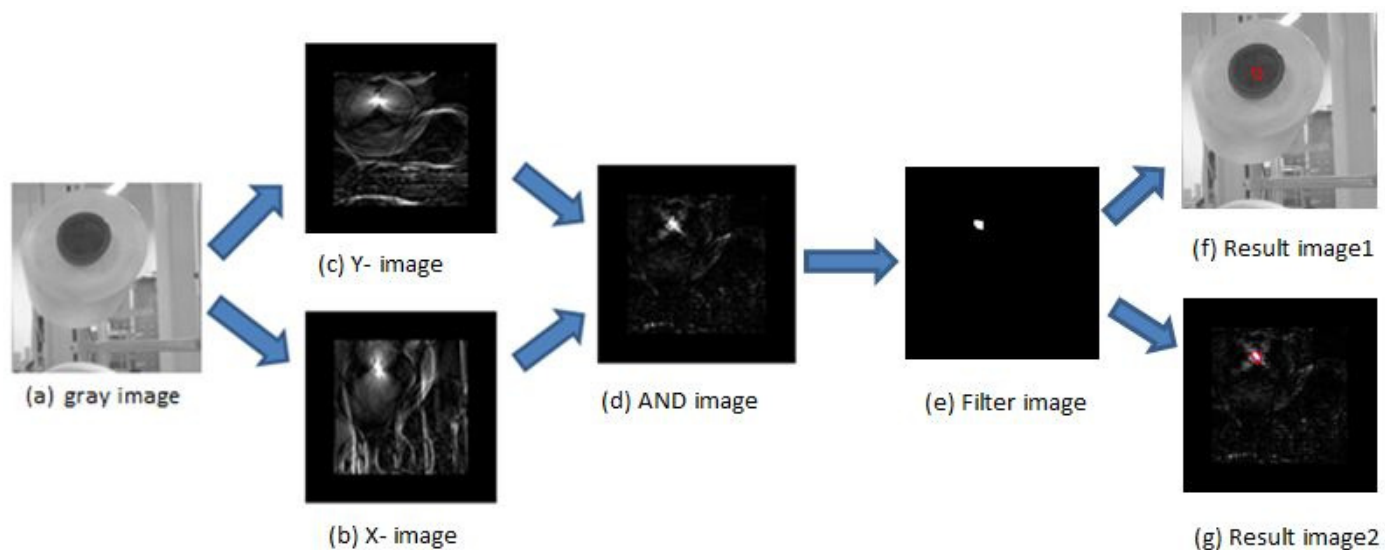 (a) gray image
(c) Y- image
(b) X- image
(d) AND image
(e) Filter image
(f) Result image1
(g) Result image2